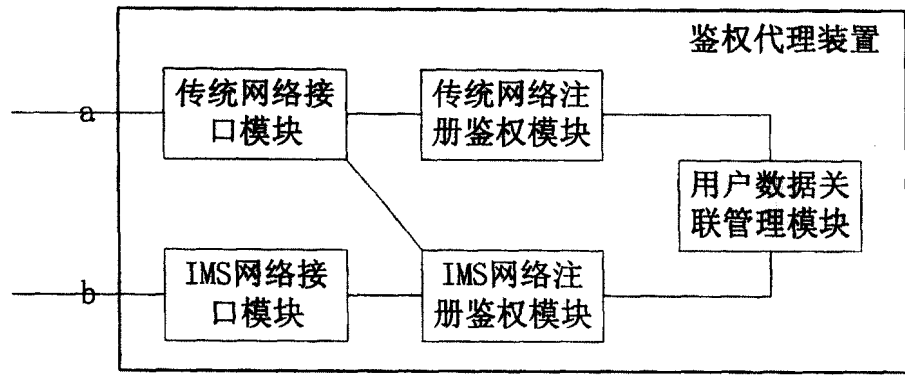 鉴权代理装置
a
传统网络接
口模块
传统网络注
册鉴权模块
用户数据关
联管理模块
b
IMS网络接
口模块
IMS网络注
册鉴权模块